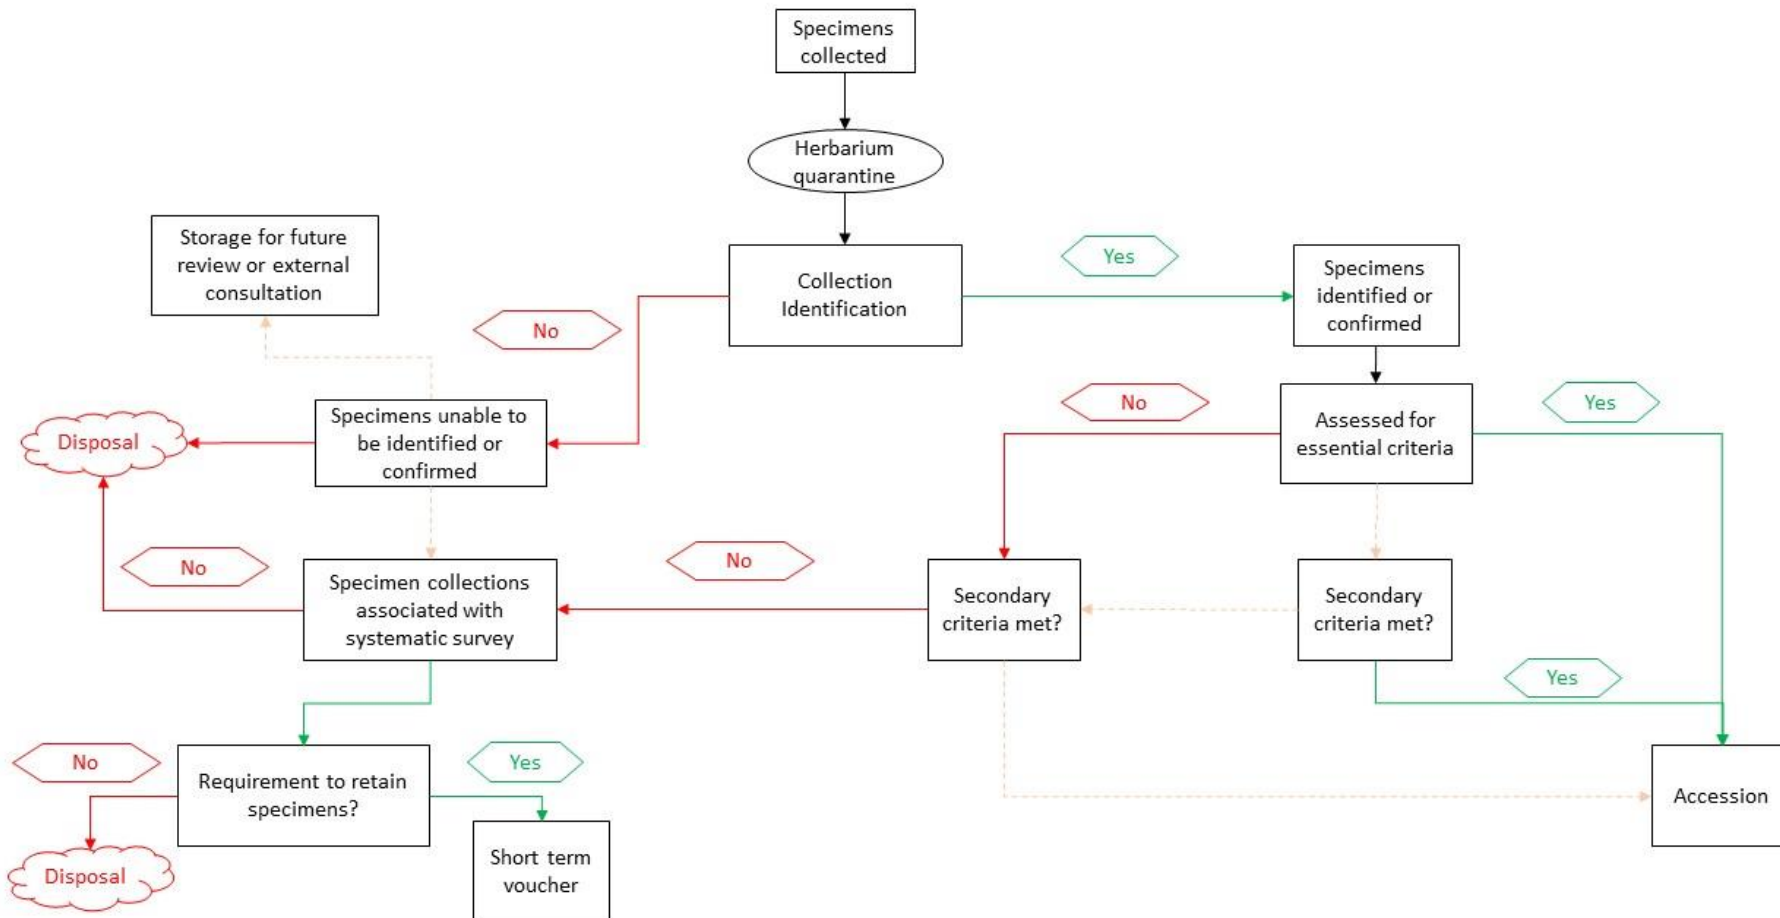 Specimens
collected
Herbarium
quarantine
Storage for future
review or external
consultation
Collection
Identification
Yes
Specimens
identified or
confirmed
No
Specimens unable to
be identified or
confirmed
Disposal
No
Assessed for
essential criteria
Yes
No
Specimen collections
associated with
systematic survey
No
Secondary
criteria met?
Secondary
criteria met?
Yes
No
Requirement to retain
specimens?
Yes
Accession
Disposal
Short term
voucher